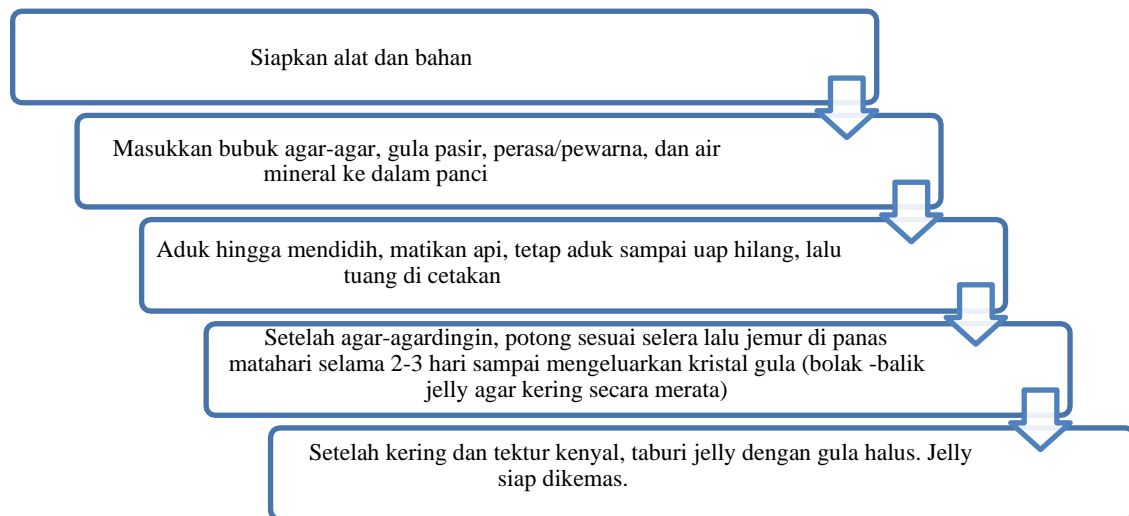 Siapkan alat dan bahan
Masukkan bubuk agar-agar, gula pasir, perasa/pewarna, dan air
mineral ke dalam panci
Aduk hingga mendidih, matikan api, tetap aduk sampai uap hilang, lalu
tuang di cetakan
Setelah agar-agardingin, potong sesuai selera lalu jemur di panas
matahari selama 2-3 hari sampai mengeluarkan kristal gula (bolak -balik
jelly agar kering secara merata)
Setelah kering dan tektur kenyal, taburi jelly dengan gula halus. Jelly
siap dikemas.